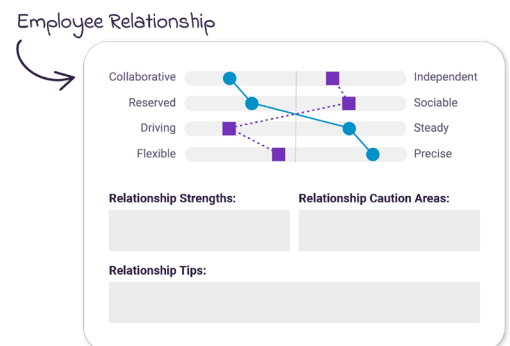 Employee Relationship
Collaborative Independent
Reserved Sociable
Driving Steady
Flexible Precise
Relationship Strengths: Relationship Caution Areas:
Relationship Tips: